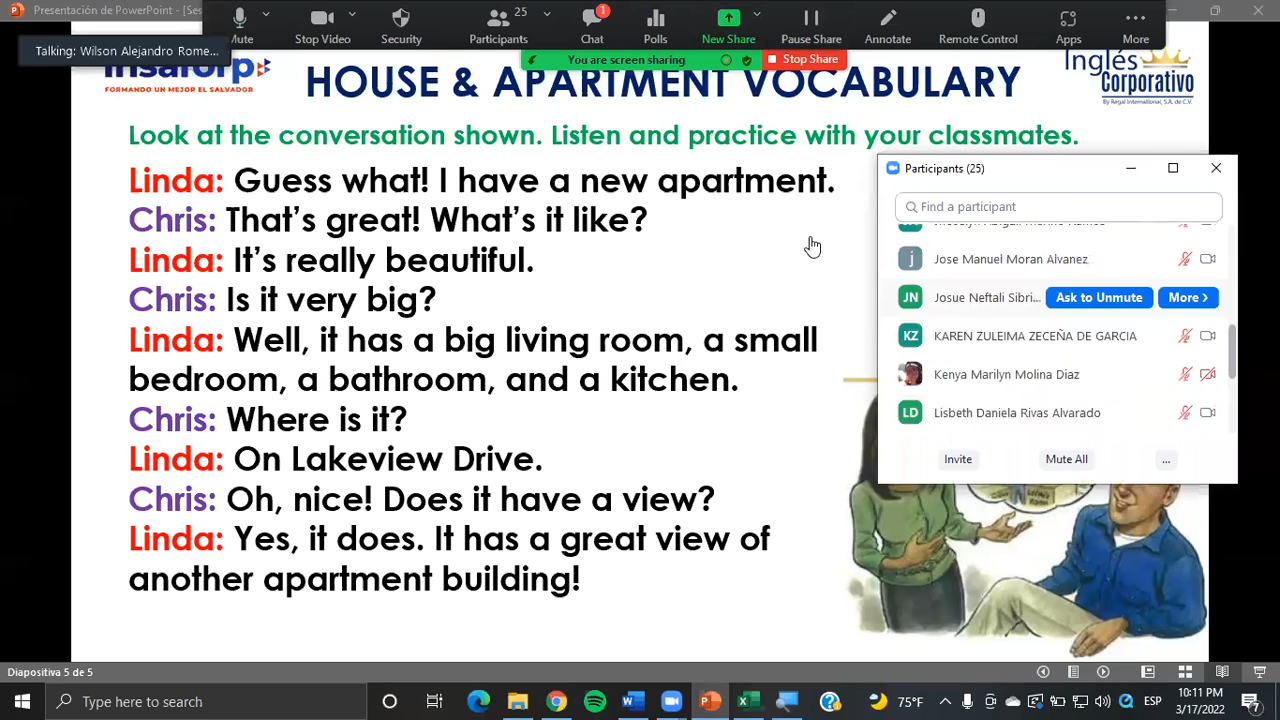 Presentación de PowerPoint - [Ses
Mute
Stop Video
Security
25
Participants
1
Chat
Polls
New Share
Pause Share
Annotate
Remote Control
Apps
More
Talking: Wilson Alejandro Rome...
You are screen sharing
Stop Share
insaforp
FORMANDO UN MEJOR EL SALVADOR
HOUSE & APARTMENT VOCABULARY
Inglés
Corporativo
By Regal International, S.A. de C.V.
Look at the conversation shown. Listen and practice with your classmates.
Linda: Guess what! I have a new apartment.
Chris: That's great! What's it like?
Linda: It's really beautiful.
Chris: Is it very big?
Linda: Well, it has a big living room, a small
bedroom, a bathroom, and a kitchen.
Chris: Where is it?
Linda: On Lakeview Drive.
Chris: Oh, nice! Does it have a view?
Linda: Yes, it does. It has a great view of
another apartment building!
Participants (25)
Find a participant
j Jose Manuel Moran Alvanez
JN Josue Neftali Sibri... Ask to Unmute More
KZ KAREN ZULEIMA ZECEÑA DE GARCIA
Kenya Marilyn Molina Diaz
LD Lisbeth Daniela Rivas Alvarado
Invite
Mute All
...
Diapositiva 5 de 5
Type here to search
75°F
ESP
10:11 PM
3/17/2022
7